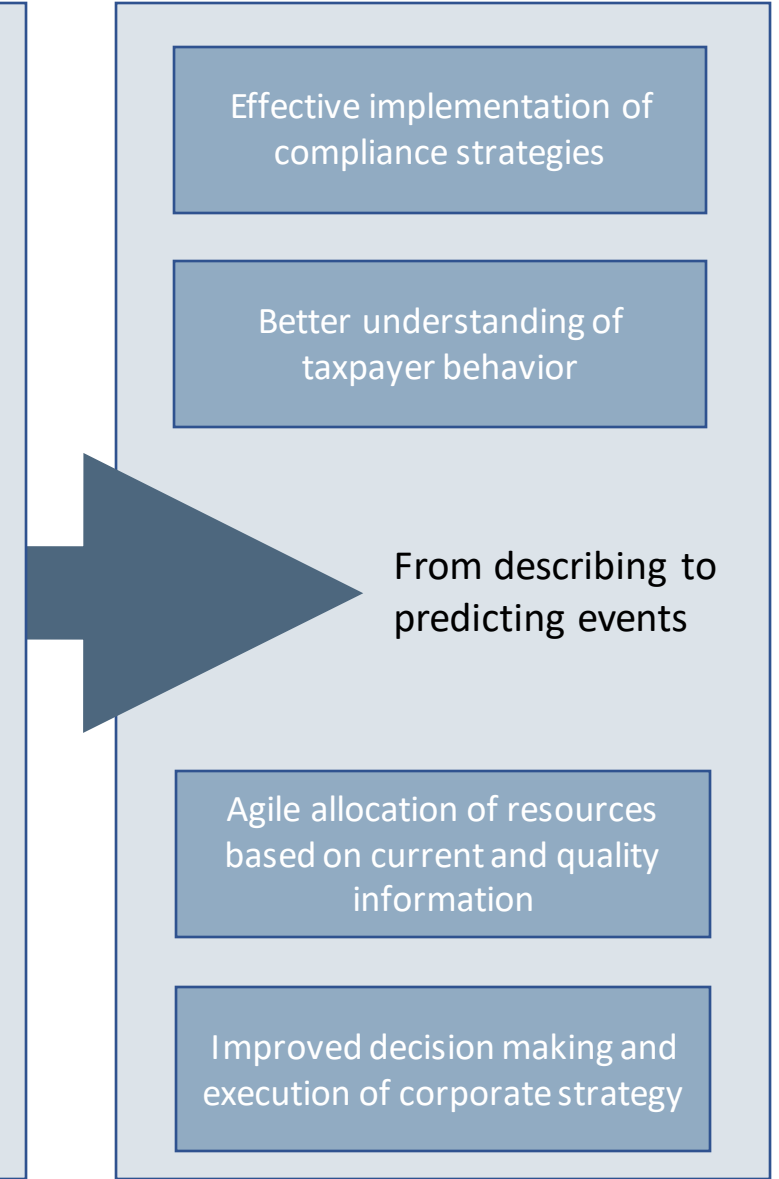 Effective implementation of
compliance strategies
Better understanding of
taxpayer behavior
From describing to
predicting events
Agile allocation of resources
based on current and quality
information
Improved decision making and
execution of corporate strategy